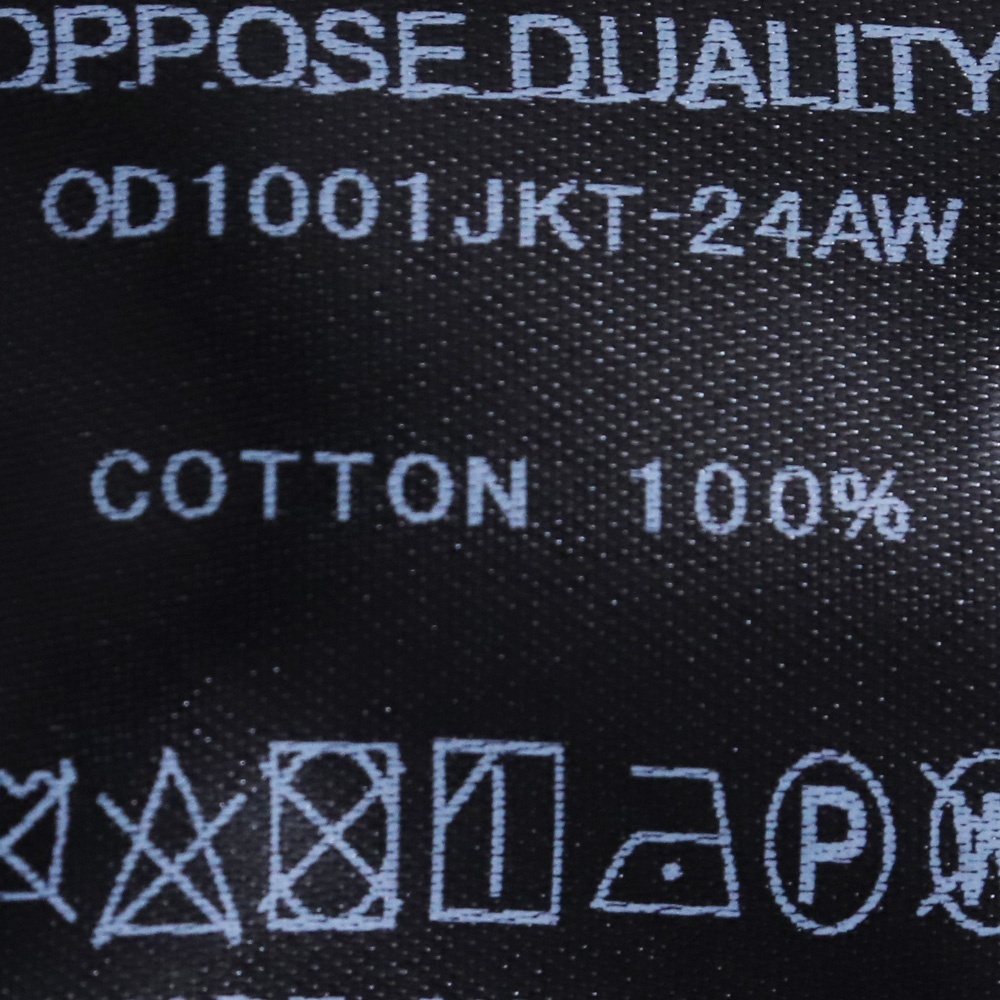 OPPOSE DUALITY
OD1001JKT-24AW
COTTON 100%
P
W